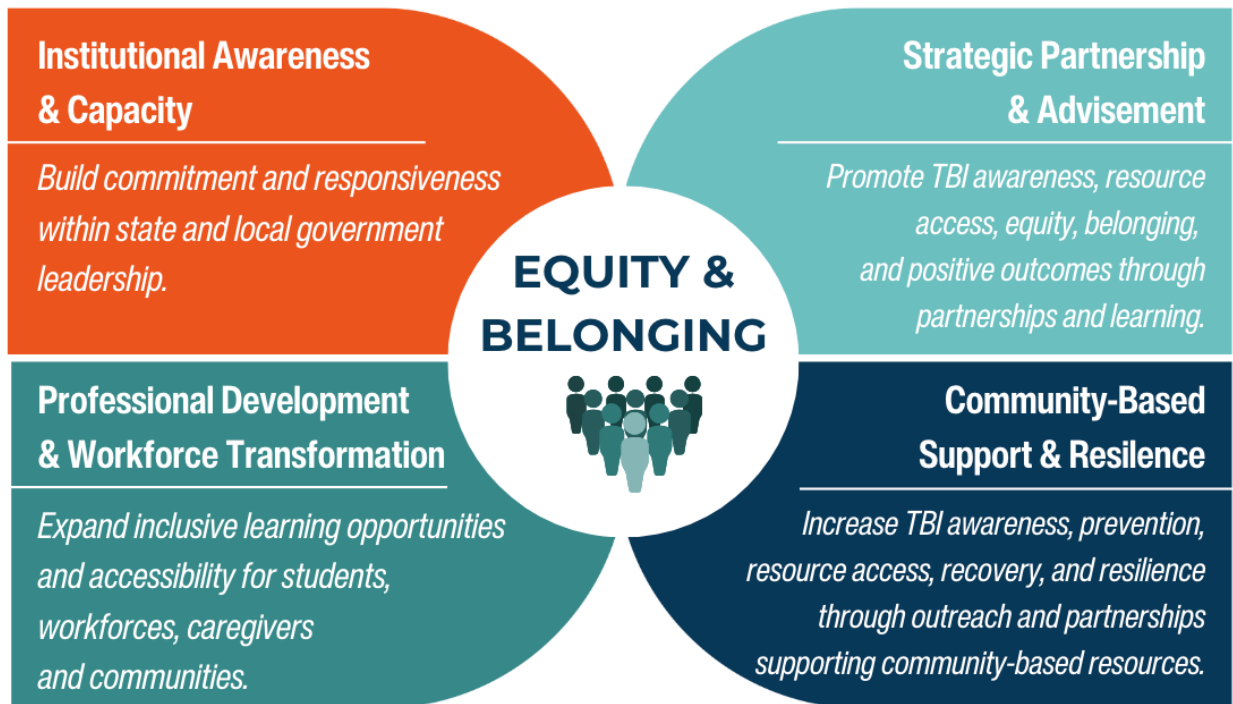 Institutional Awareness
& Capacity
Build commitment and responsiveness
within state and local government
leadership.
Strategic Partnership
& Advisement
Promote TBI awareness, resource
access, equity, belonging,
and positive outcomes through
partnerships and learning.
EQUITY &
BELONGING
Professional Development
& Workforce Transformation
Expand inclusive learning opportunities
and accessibility for students,
workforces, caregivers
and communities.
Community-Based
Support & Resilence
Increase TBI awareness, prevention,
resource access, recovery, and resilience
through outreach and partnerships
supporting community-based resources.